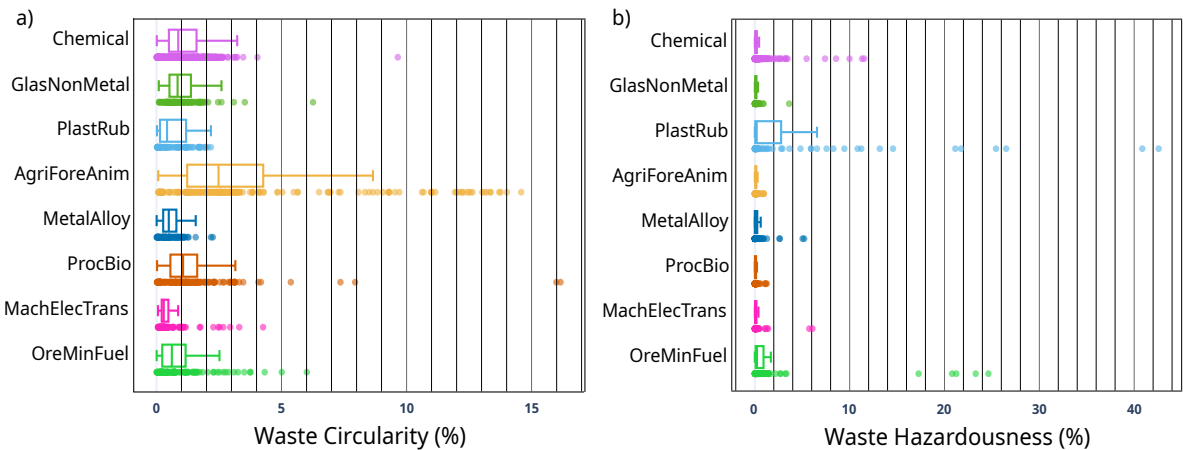 a)
Chemical
GlasNonMetal
PlastRub
AgriForeAnim
MetalAlloy
ProcBio
MachElecTrans
OreMinFuel
0 5 10 15
Waste Circularity (%)
b)
Chemical
GlasNonMetal
PlastRub
AgriForeAnim
MetalAlloy
ProcBio
MachElecTrans
OreMinFuel
0 10 20 30 40
Waste Hazardousness (%)